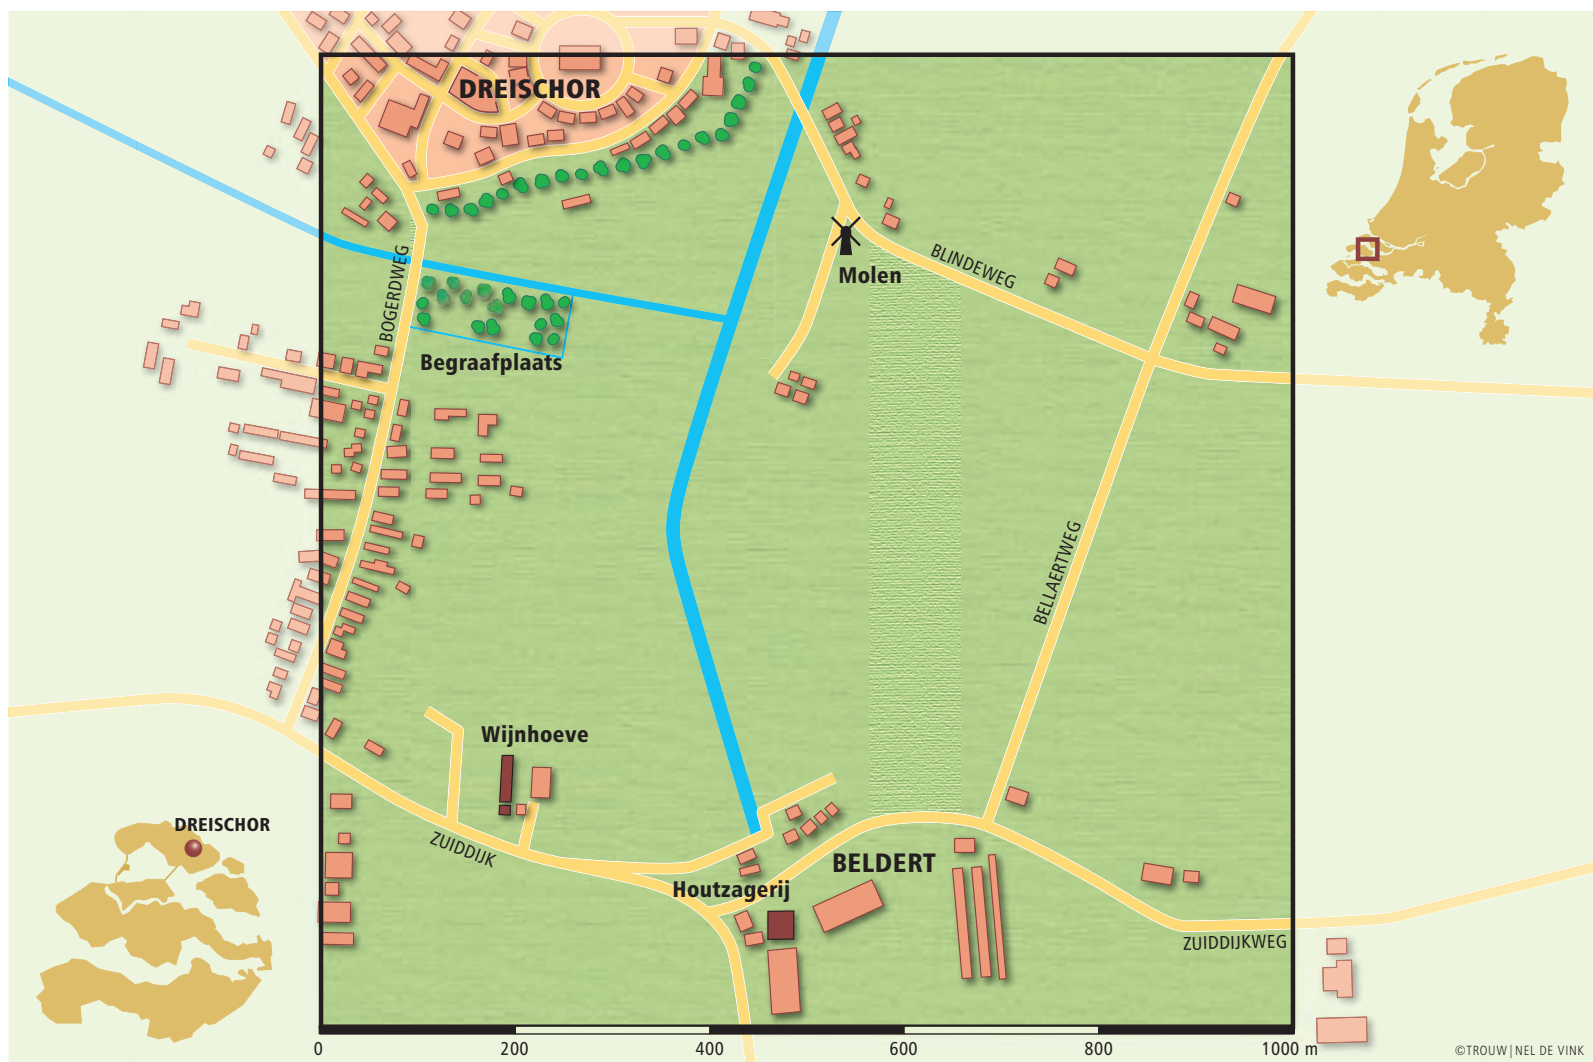 DREISCHOR
BLINDEWEG
Molen
BOGERDWEG
Begraafplaats
BELLAERTWEG
Wijnhoeve
ZUIDDIJK
DREISCHOR
BELDERT
Houtzagerij
ZUIDDIJKWEG
0 200 400 600 800 1000 m
©TROUW|NEL DE VINK